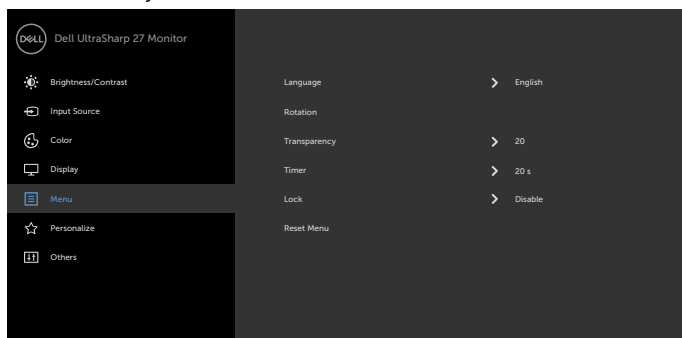 DELL Dell UltraSharp 27 Monitor
Brightness/Contrast
Input Source
Color
Display
Menu
Personalize
Others
Language English
Rotation
Transparency 20
Timer 20 s
Lock Disable
Reset Menu